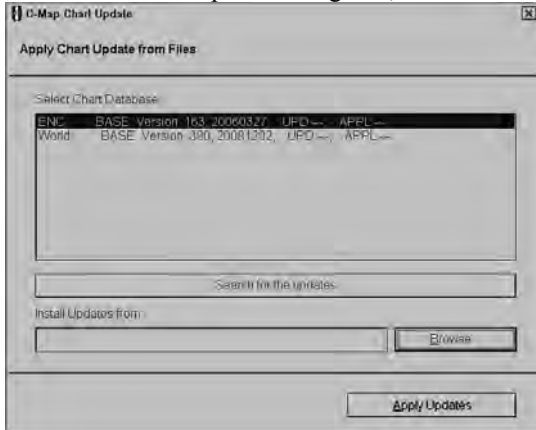 C-Map Chart Update
Apply Chart Update from Files
Select Chart Database
ENC BASE Version 163, 20060327, UPD ---, APPL ---
World BASE Version 380, 20081202, UPD ---, APPL ---
Search for the updates
Install Updates from
Browse
Apply Updates